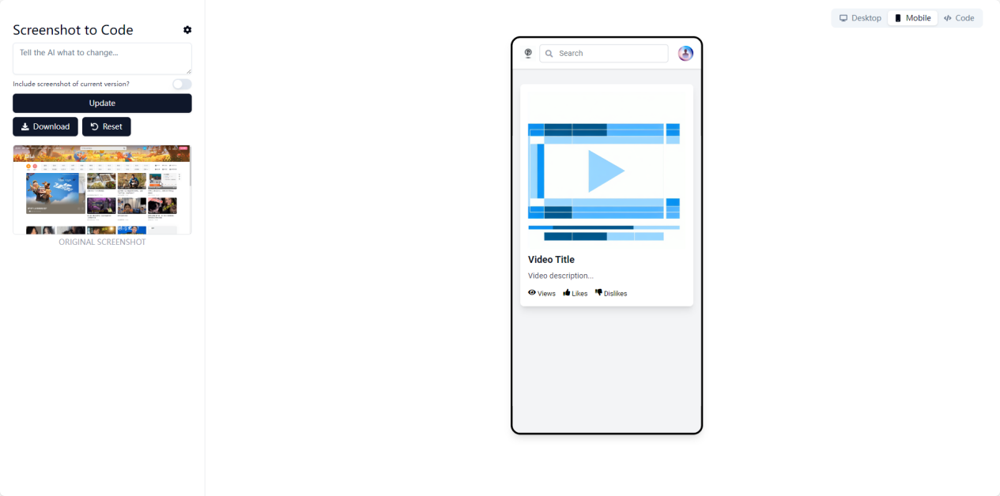 Screenshot to Code
Tell the AI what to change...
Include screenshot of current version?
Update
Download
Reset
ORIGINAL SCREENSHOT
Desktop
Mobile
Code
Search
Video Title
Video description...
Views
Likes
Dislikes